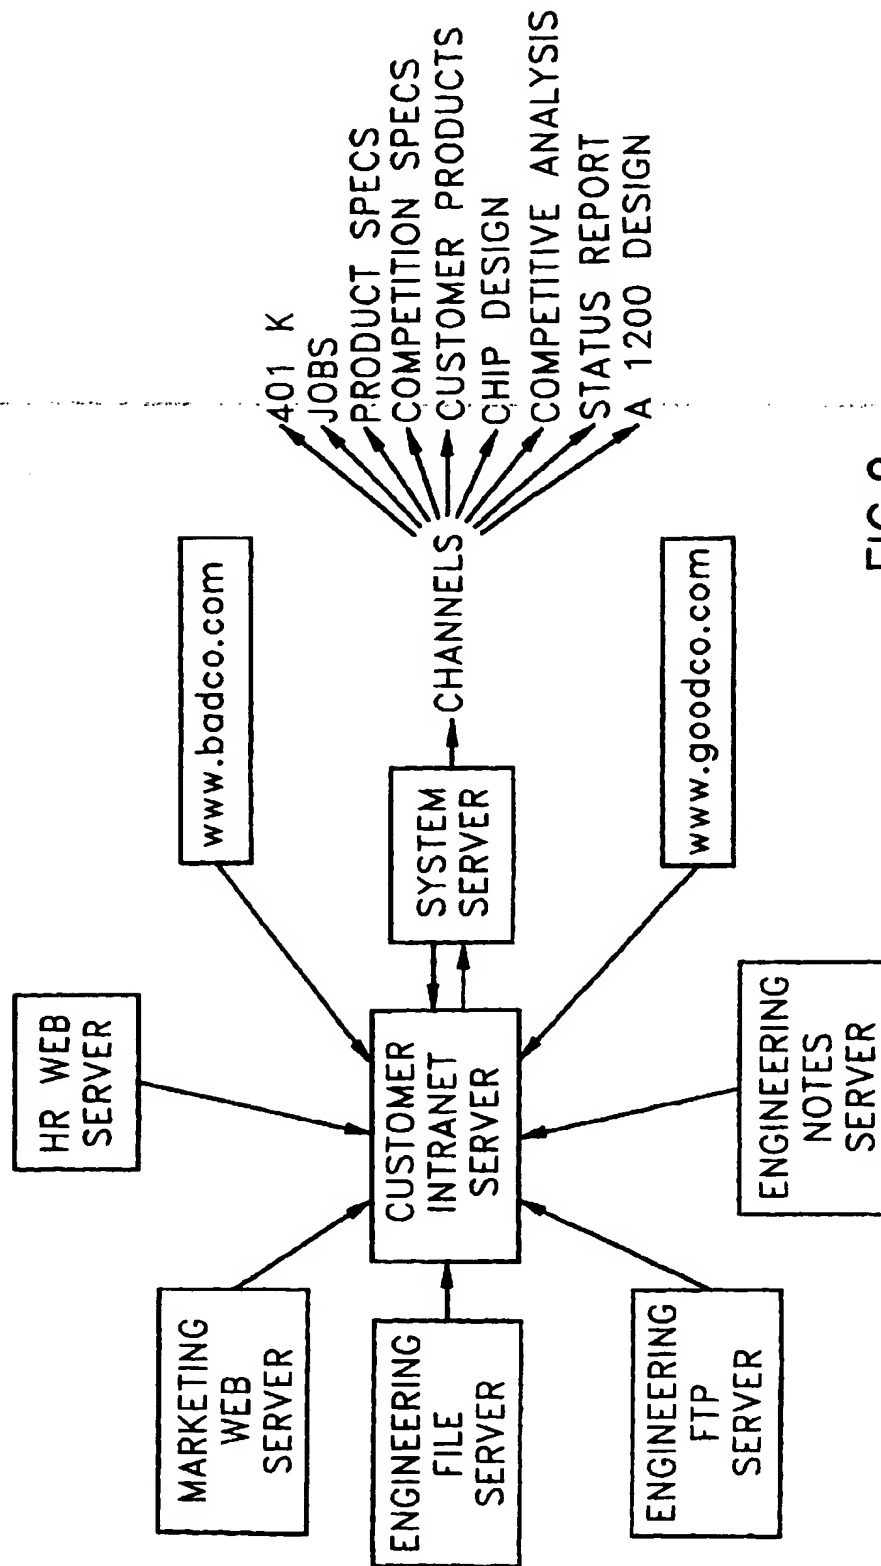 HR WEB
SERVER
www.badco.com
MARKETING
WEB
SERVER
ENGINEERING
FILE
SERVER
CUSTOMER
INTRANET
SERVER
SYSTEM
SERVER
CHANNELS
401 K
JOBS
PRODUCT SPECS
COMPETITION SPECS
CUSTOMER PRODUCTS
CHIP DESIGN
COMPETITIVE ANALYSIS
STATUS REPORT
A 1200 DESIGN
ENGINEERING
FTP
SERVER
ENGINEERING
NOTES
SERVER
www.goodco.com